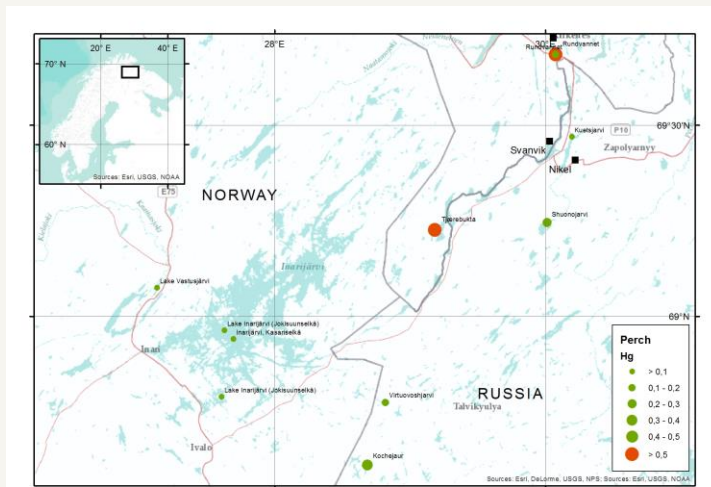 20° E
40° E
70° N
60° N
Sources: Esri, USGS, NOAA
28°E
30°E
Rundvannet
69°30'
P10
Kuetsjarvi
Svanvik
Zapolyarnyy
Nikel
E75
NORWAY
Inarijärvi
Tjærebukta
Shuonojarvi
Lake Vastusjärvi
69°N
Lake Inarijärvi (Jokisuunselkä)
Inarijärvi, Kasariselkä
Inari
Lake Inarijärvi (Jokisuunselkä)
Virtuovoshjarvi
RUSSIA
Talvikyulya
Ivalo
Kochejaur
Perch
Hg
> 0,1
0,1 - 0,2
0,2 - 0,3
0,3 - 0,4
0,4 - 0,5
> 0,5
Sources: Esri, DeLorme, USGS, NPS; Sources: Esri, USGS, NOAA